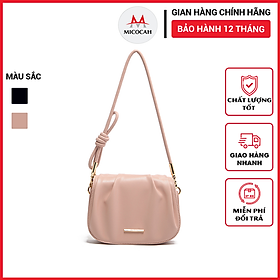 MICOCAH
GIAN HÀNG CHÍNH HÃNG
BẢO HÀNH 12 THÁNG
MÀU SẮC
CHẤT LƯỢNG
TỐT
GIAO HÀNG
NHANH
MIỄN PHÍ
ĐỔI TRẢ